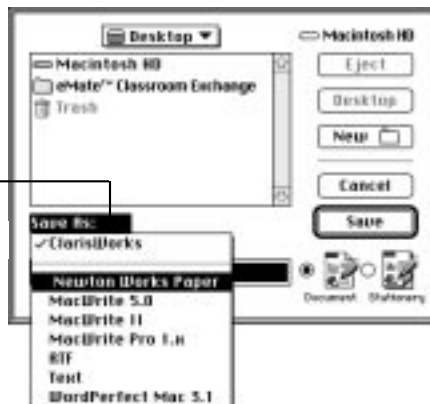 Desktop
Macintosh HD
Macintosh HD
eMate™ Classroom Exchange
Trash
Eject
Desktop
New
Cancel
Save
Save As:
✓ClarisWorks
Newton Works Paper
MacWrite 5.0
MacWrite II
MacWrite Pro 1.x
RTF
Text
WordPerfect Mac 3.1
Document
Stationery